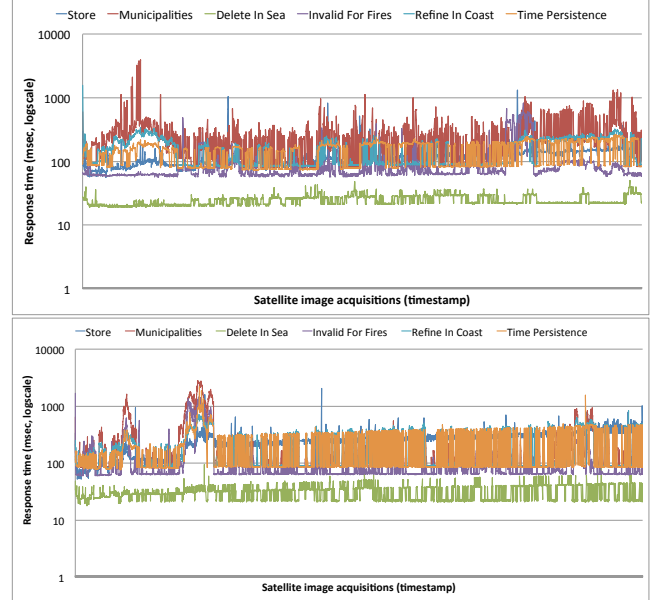 Store Municipalities Delete In Sea Invalid For Fires Refine In Coast Time Persistence
10000
1000
100
10
1
Response time (msec, logscale)
Satellite image acquisitions (timestamp)
Store Municipalities Delete In Sea Invalid For Fires Refine In Coast Time Persistence
10000
1000
100
10
1
Response time (msec, logscale)
Satellite image acquisitions (timestamp)